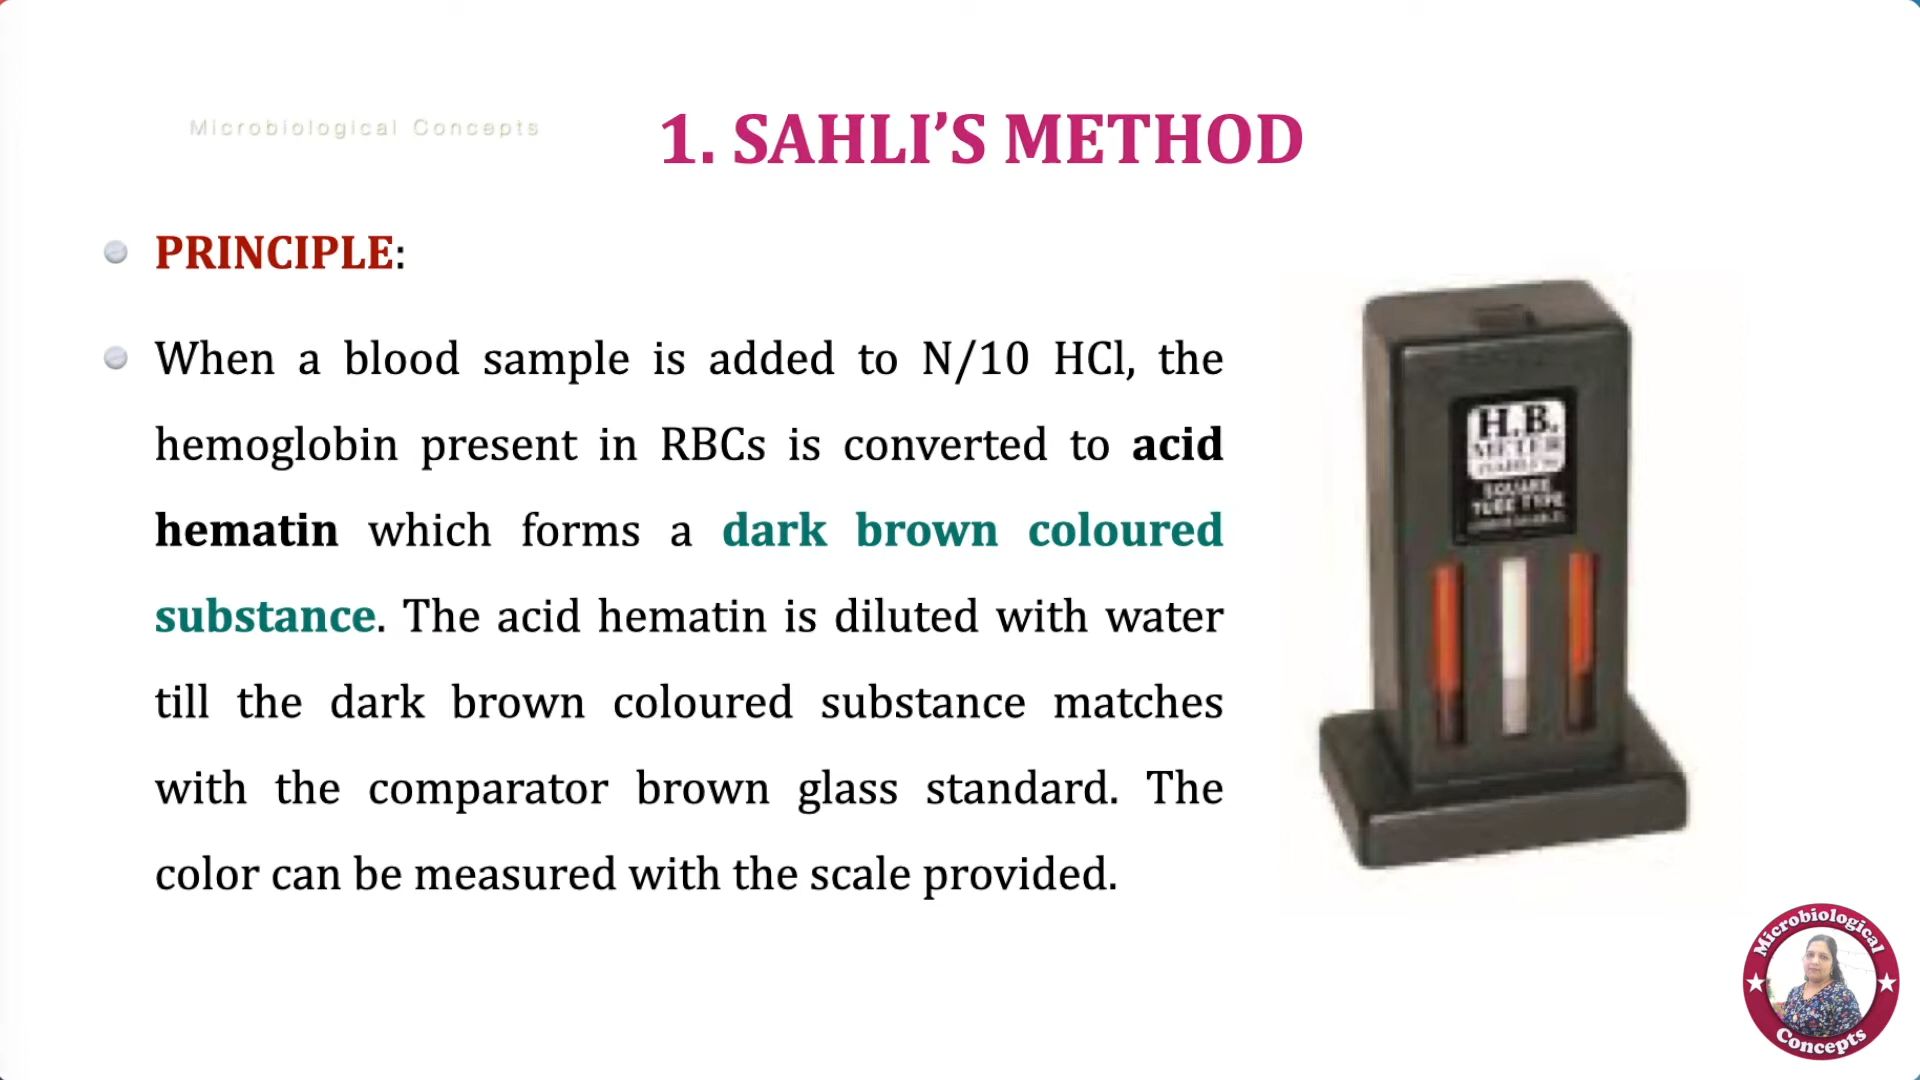 Microbiological Concepts
1. SAHLI’S METHOD
PRINCIPLE:
When a blood sample is added to N/10 HCl, the
hemoglobin present in RBCs is converted to acid
hematin which forms a dark brown coloured
substance. The acid hematin is diluted with water
till the dark brown coloured substance matches
with the comparator brown glass standard. The
color can be measured with the scale provided.
H.B.
METER
SQUARE
TUBE TYPE
Microbiological
Concepts